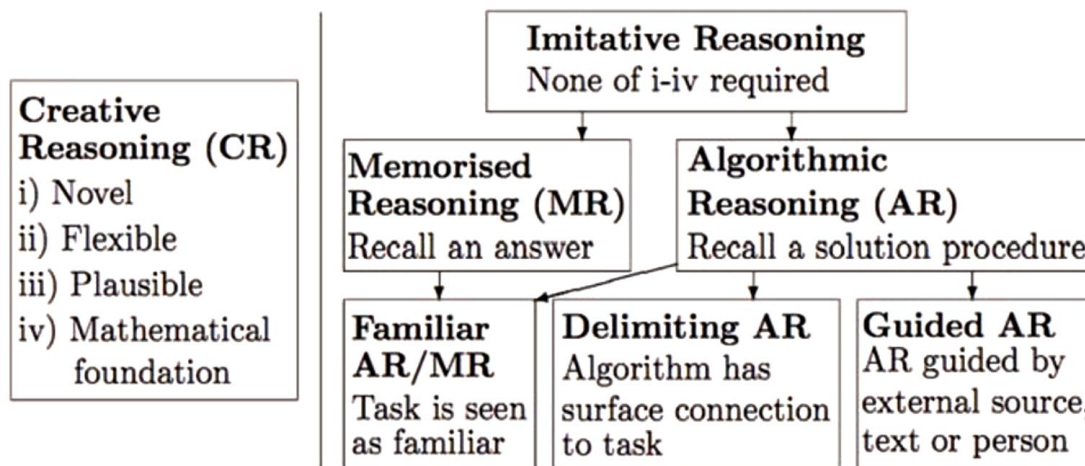 Creative
Reasoning (CR)
i) Novel
ii) Flexible
iii) Plausible
iv) Mathematical
foundation
Imitative Reasoning
None of i-iv required
Memorised
Reasoning (MR)
Recall an answer
Algorithmic
Reasoning (AR)
Recall a solution procedure
Familiar
AR/MR
Task is seen
as familiar
Delimiting AR
Algorithm has
surface connection
to task
Guided AR
AR guided by
external source,
text or person